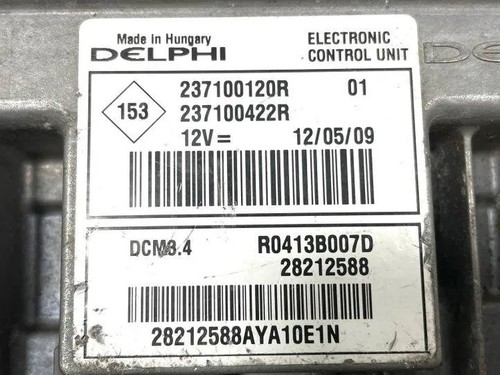 Made in Hungary
DELPHI
ELECTRONIC
CONTROL UNIT
153
237100120R 01
237100422R
12V= 12/05/09
DCM3.4 R0413B007D
28212588
28212588AYA10E1N